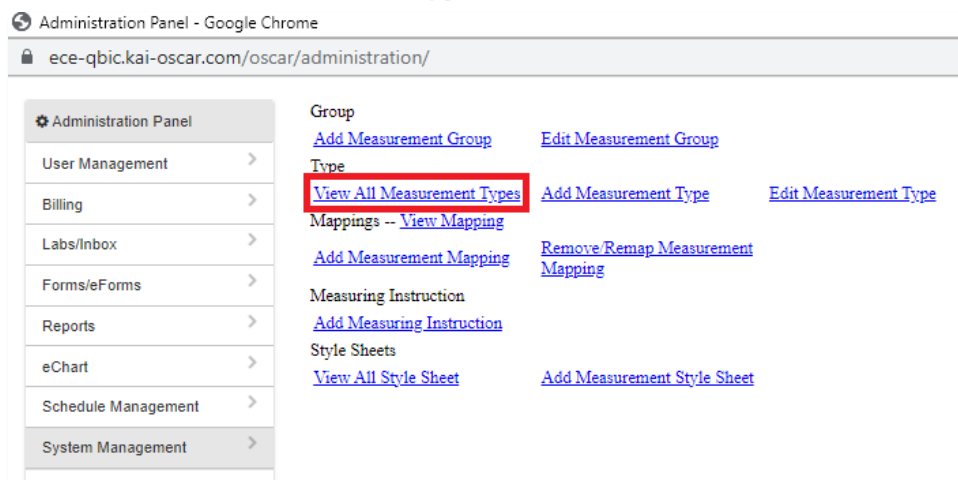 Administration Panel - Google Chrome
ece-qbic.kai-oscar.com/oscar/administration/
Administration Panel
User Management
Billing
Labs/Inbox
Forms/eForms
Reports
eChart
Schedule Management
System Management
Group
Add Measurement Group Edit Measurement Group
Type
View All Measurement Types Add Measurement Type Edit Measurement Type
Mappings -- View Mapping
Add Measurement Mapping Remove/Remap Measurement
Mapping
Measuring Instruction
Add Measuring Instruction
Style Sheets
View All Style Sheet Add Measurement Style Sheet